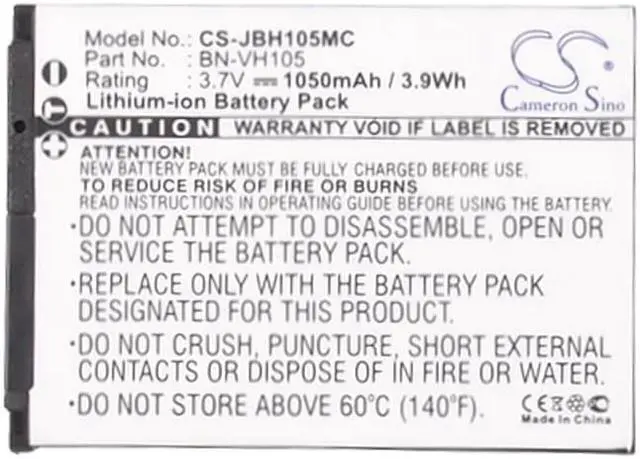 Model No.: CS-JBH105MC
Part No. : BN-VH105
Rating : 3.7V 1050mAh / 3.9Wh
Lithium-ion Battery Pack
CS
Cameron Sino
CAUTION WARRANTY VOID IF LABEL IS REMOVED
ATTENTION!
NEW BATTERY PACK MUST BE FULLY CHARGED BEFORE USE
TO REDUCE RISK OF FIRE OR BURNS
READ INSTRUCTIONS IN OPERATING GUIDE BEFORE USING BATTERY.
•DO NOT ATTEMPT TO DISASSEMBLE, OPEN OR
SERVICE THE BATTERY PACK
•USE ONLY WITH THE BATTERY PACK CHARGER
DESIGNATED FOR THIS PRODUCT
•DO NOT CRUSH, PUNCTURE, SHORT EXTERNAL
CONTACTS OR DISPOSE OF IN FIRE OR WATER
•DO NOT STORE ABOVE 60°C (140°F)
CE
Made In China